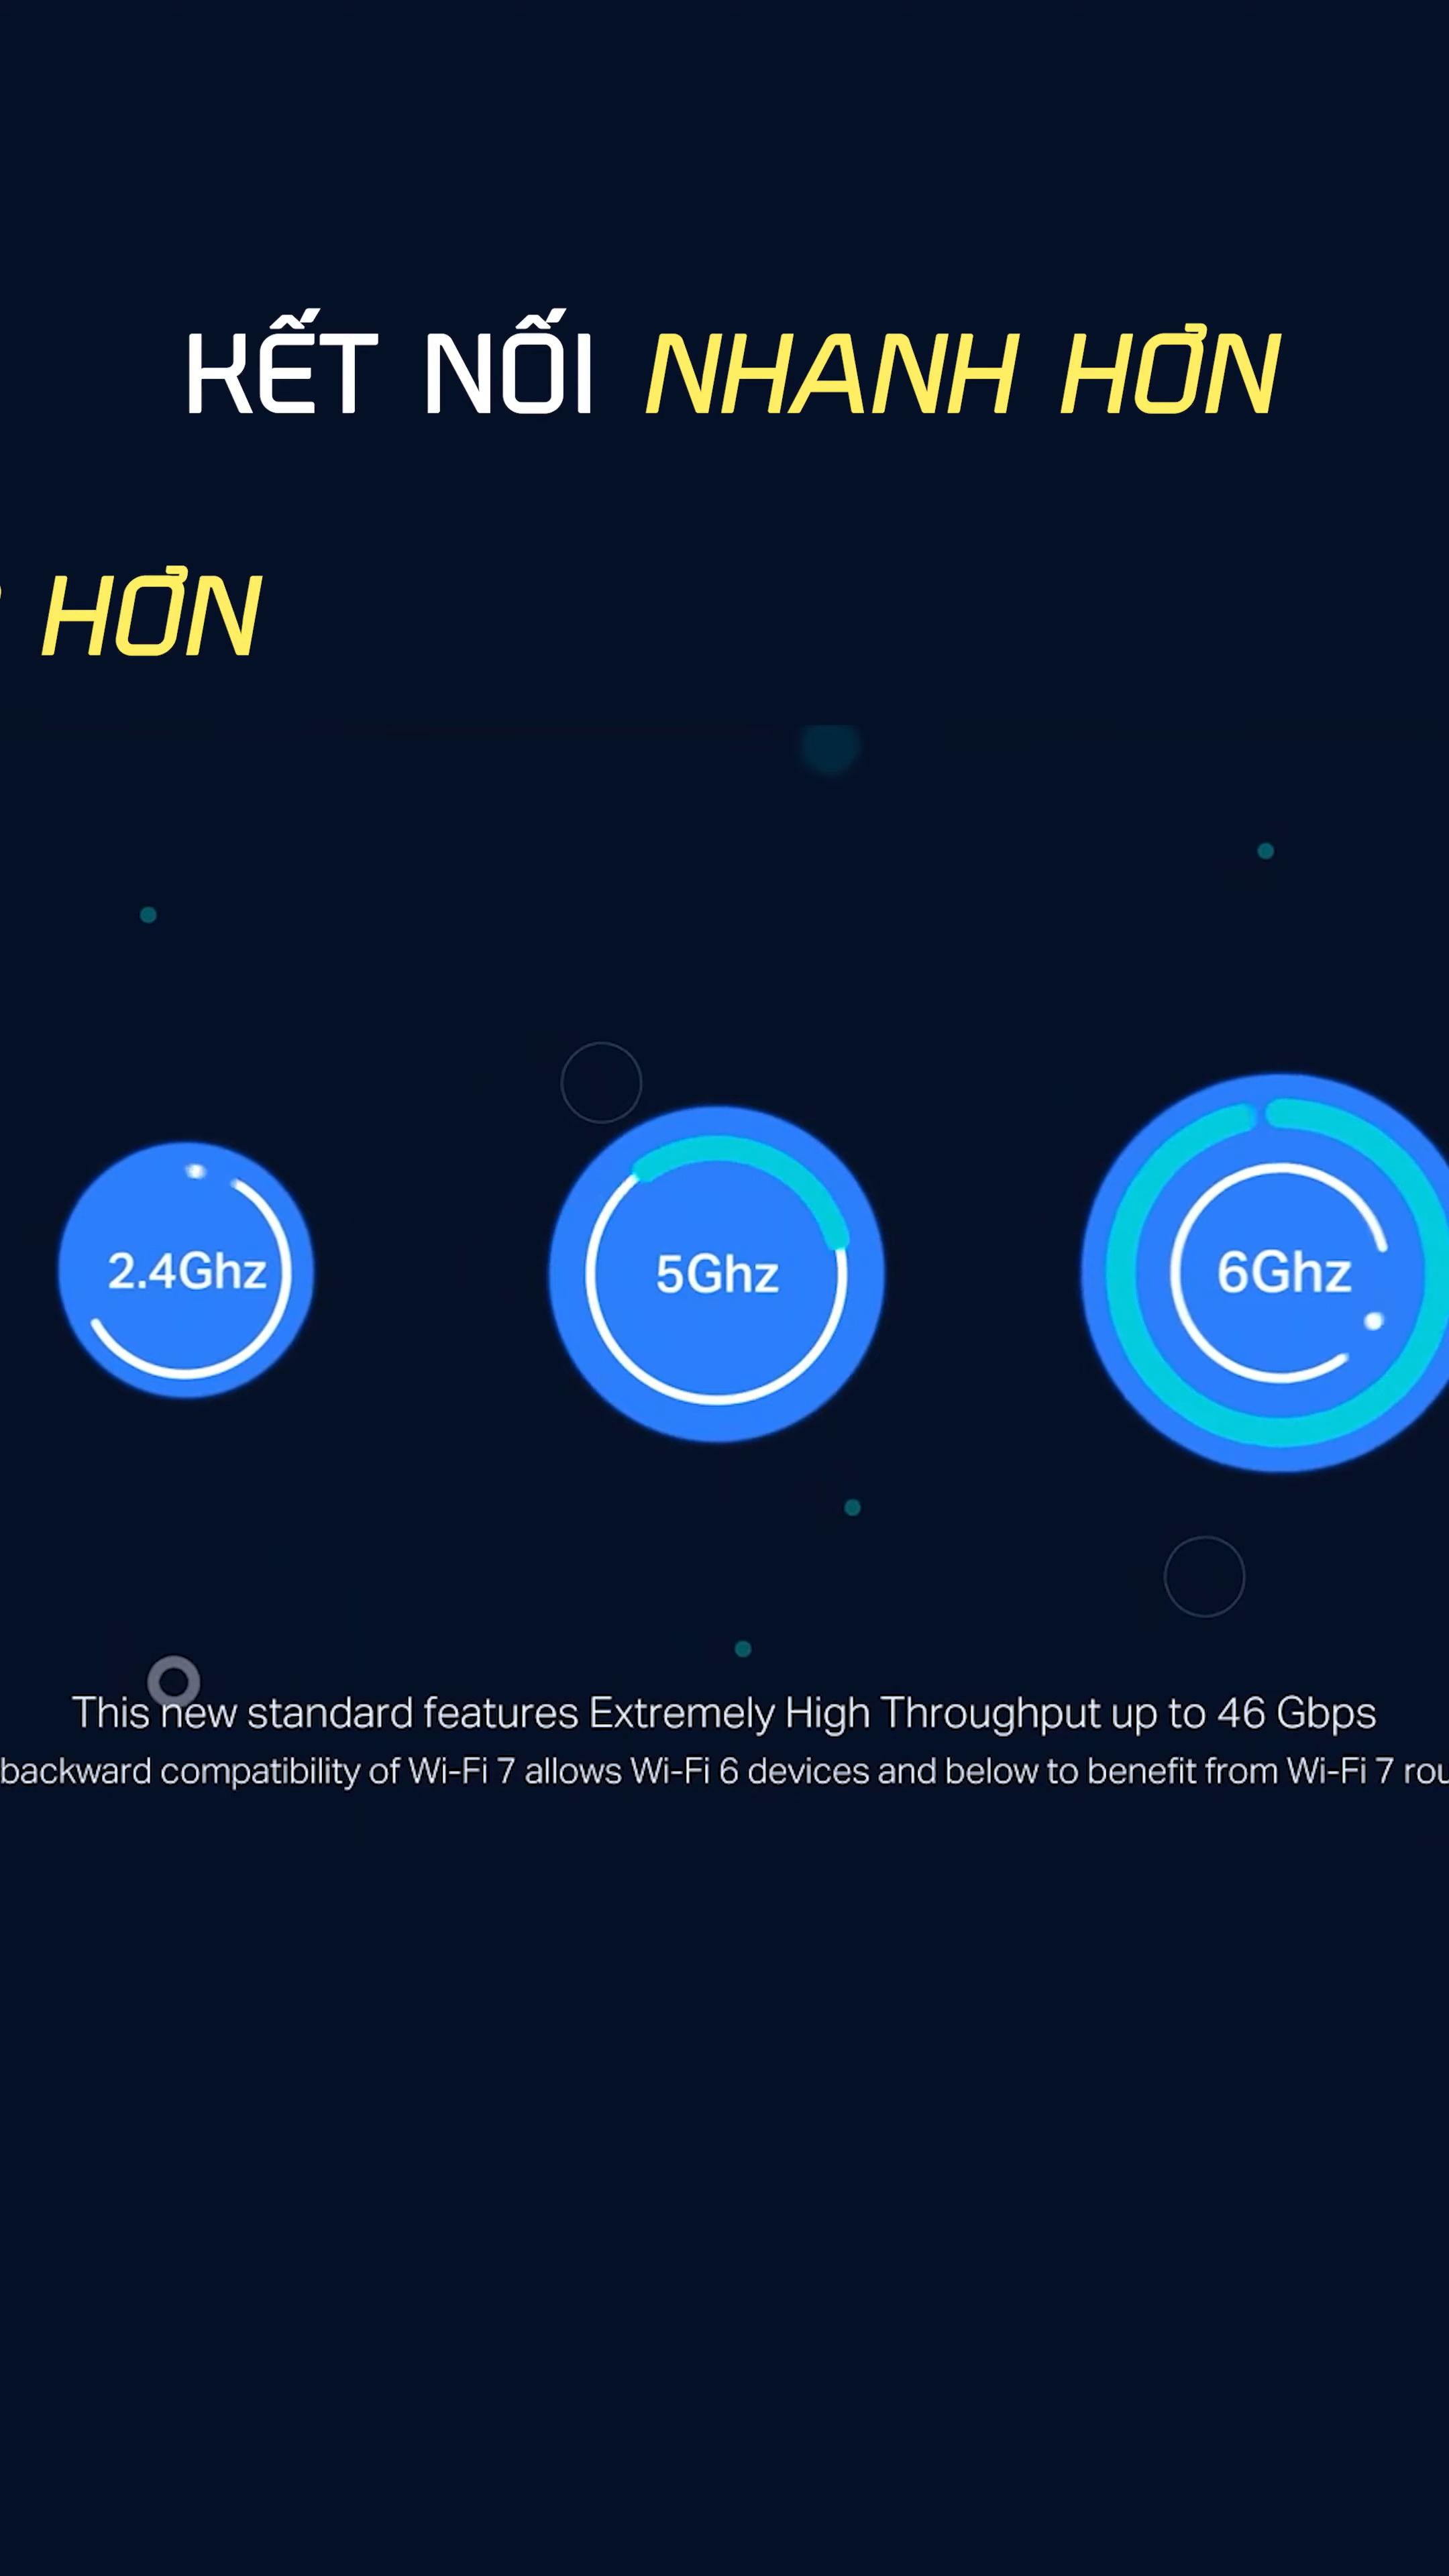 KẾT NỐI NHANH HƠN
HƠN
2.4Ghz
5Ghz
6Ghz
This new standard features Extremely High Throughput up to 46 Gbps
backward compatibility of Wi-Fi 7 allows Wi-Fi 6 devices and below to benefit from Wi-Fi 7